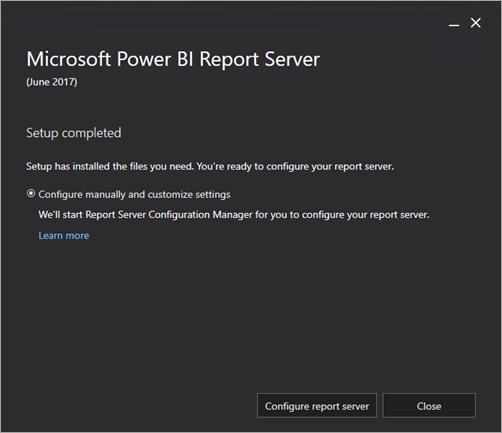 Microsoft Power BI Report Server
(June 2017)
Setup completed
Setup has installed the files you need. You're ready to configure your report server.
Configure manually and customize settings
We'll start Report Server Configuration Manager for you to configure your report server.
Learn more
Configure report server
Close